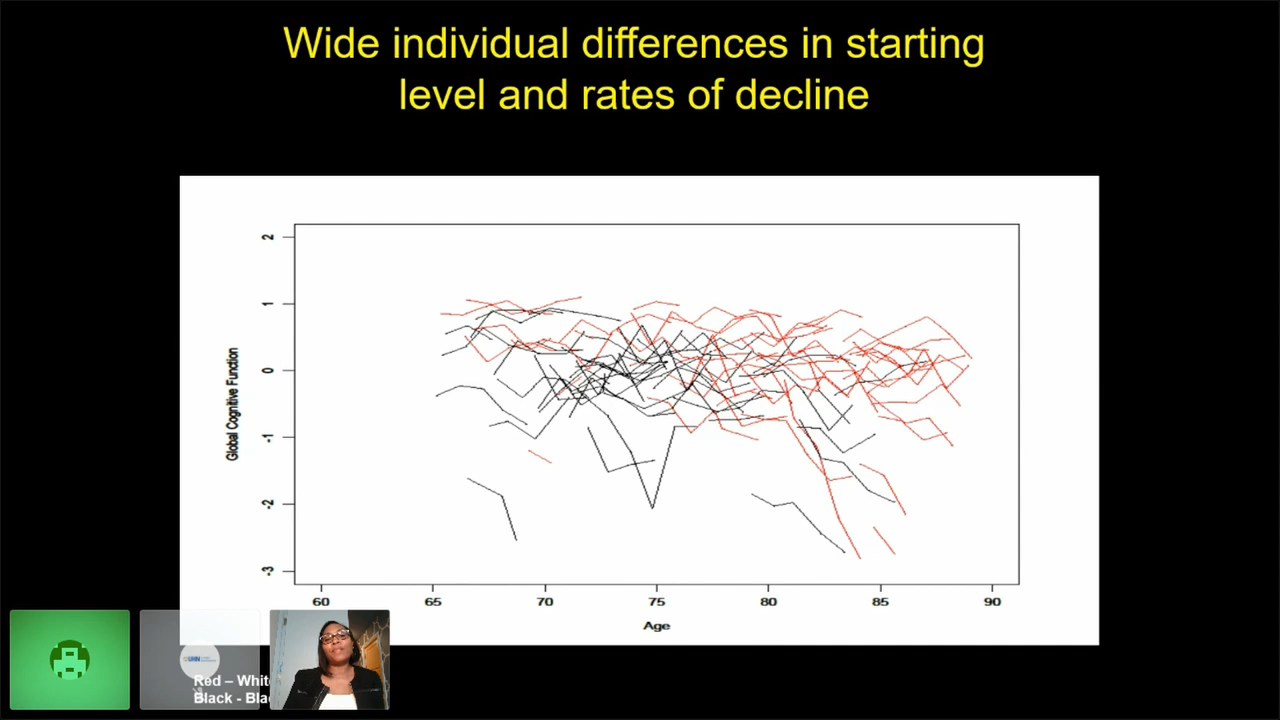 Wide individual differences in starting
level and rates of decline
2
1
0
-1
-2
-3
Global Cognitive Function
60 65 70 75 80 85 90
Age
Red – White
Black - Bla